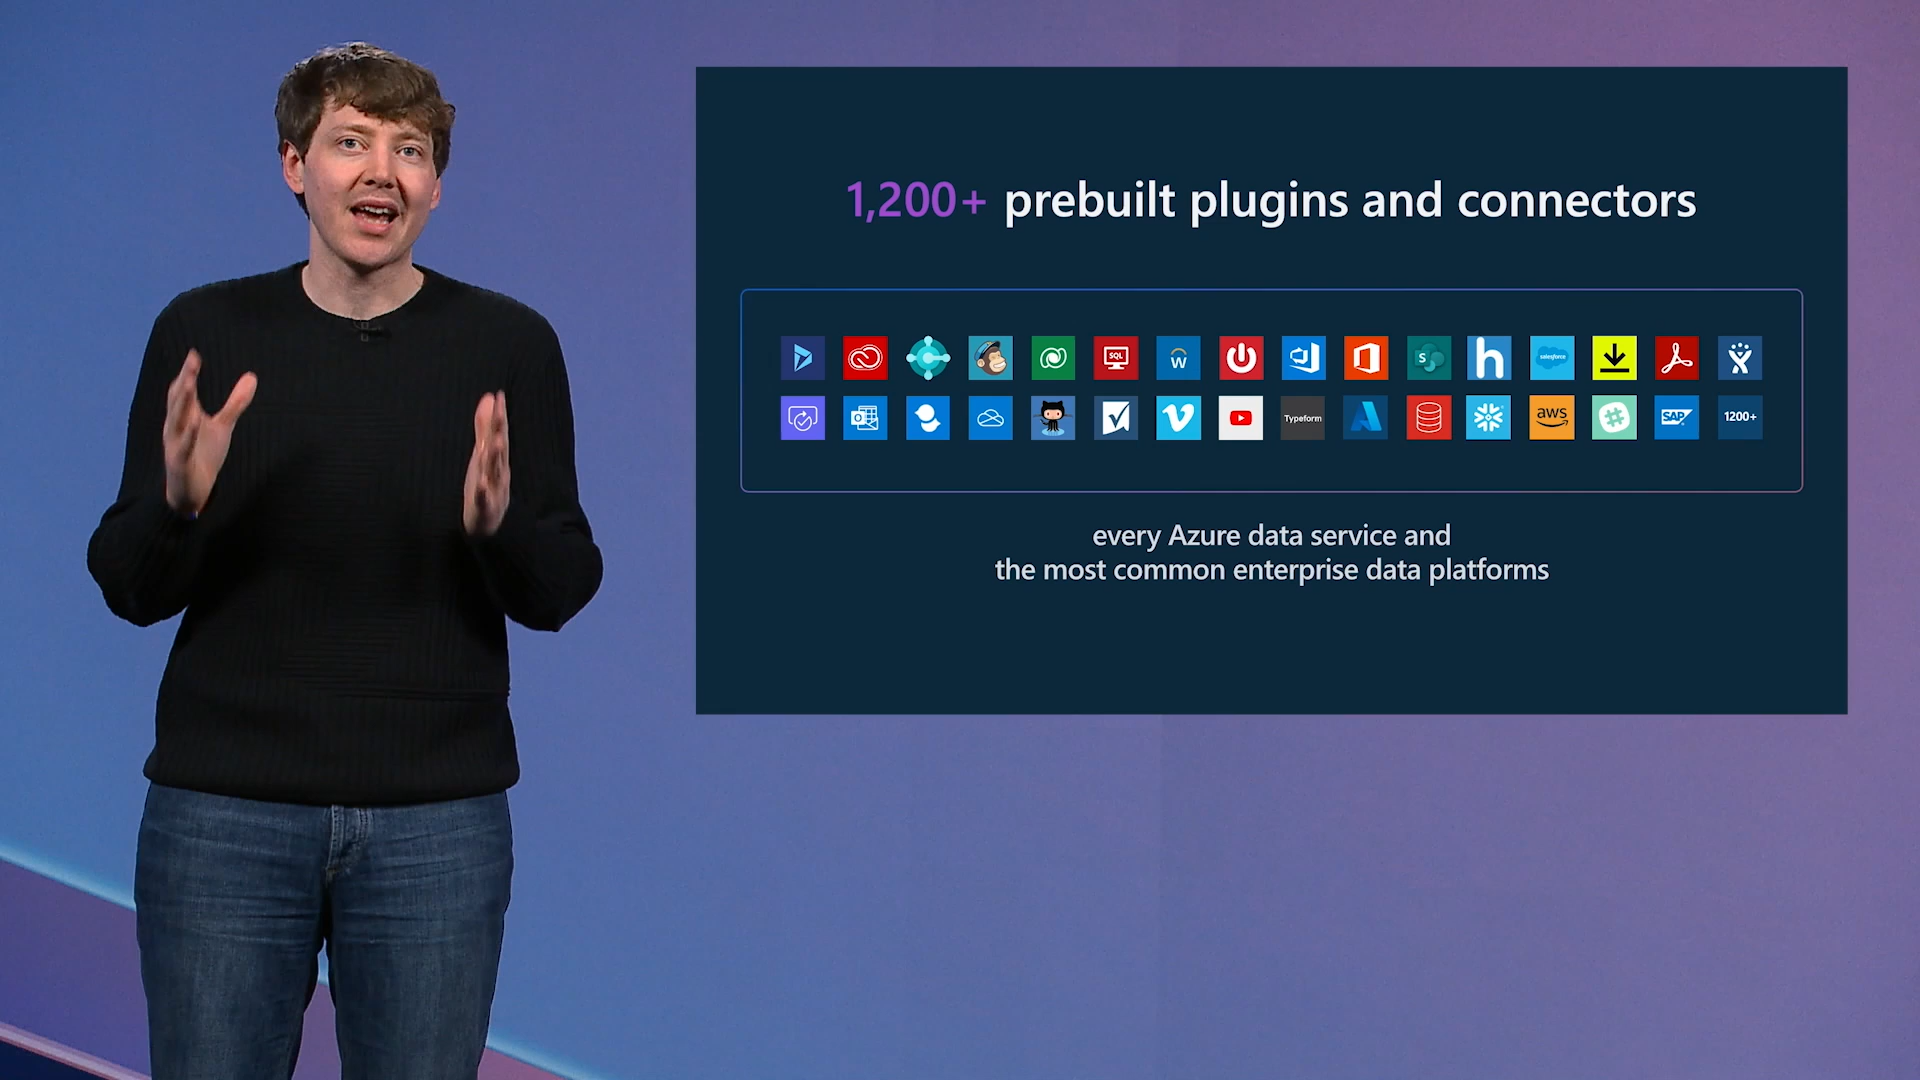 1,200+ prebuilt plugins and connectors
SQL
W
S
h
salesforce
Typeform
aws
SAP
1200+
every Azure data service and
the most common enterprise data platforms